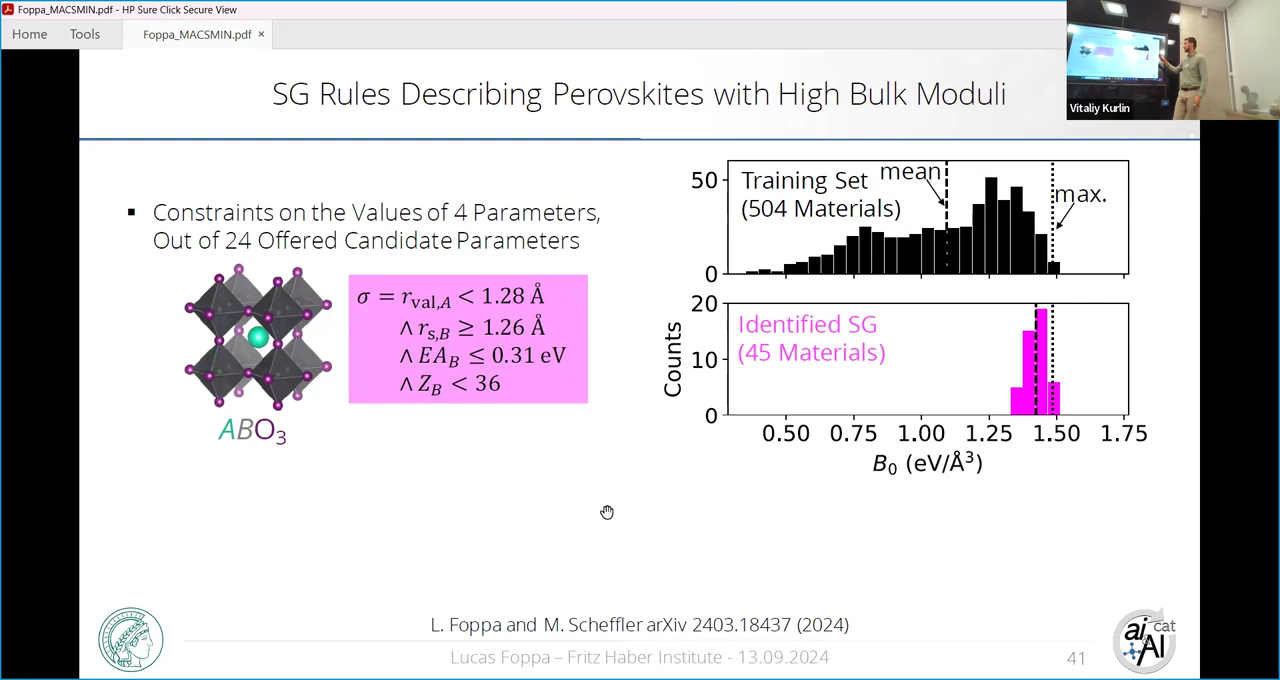 Foppa_MACSMIN.pdf - HP Sure Click Secure View
Home Tools Foppa_MACSMIN.pdf ×
Vitaliy Kurlin
SG Rules Describing Perovskites with High Bulk Moduli
▪ Constraints on the Values of 4 Parameters,
Out of 24 Offered Candidate Parameters
σ = r_val,A < 1.28 Å
∧ r_s,B ≥ 1.26 Å
∧ EA_B ≤ 0.31 eV
∧ Z_B < 36
ABO₃
50
0
Training Set
(504 Materials)
mean
max.
20
10
0
Counts
Identified SG
(45 Materials)
0.50 0.75 1.00 1.25 1.50 1.75
B₀ (eV/Å³)
L. Foppa and M. Scheffler arXiv 2403.18437 (2024)
Lucas Foppa – Fritz Haber Institute - 13.09.2024
41
ai cat
AI